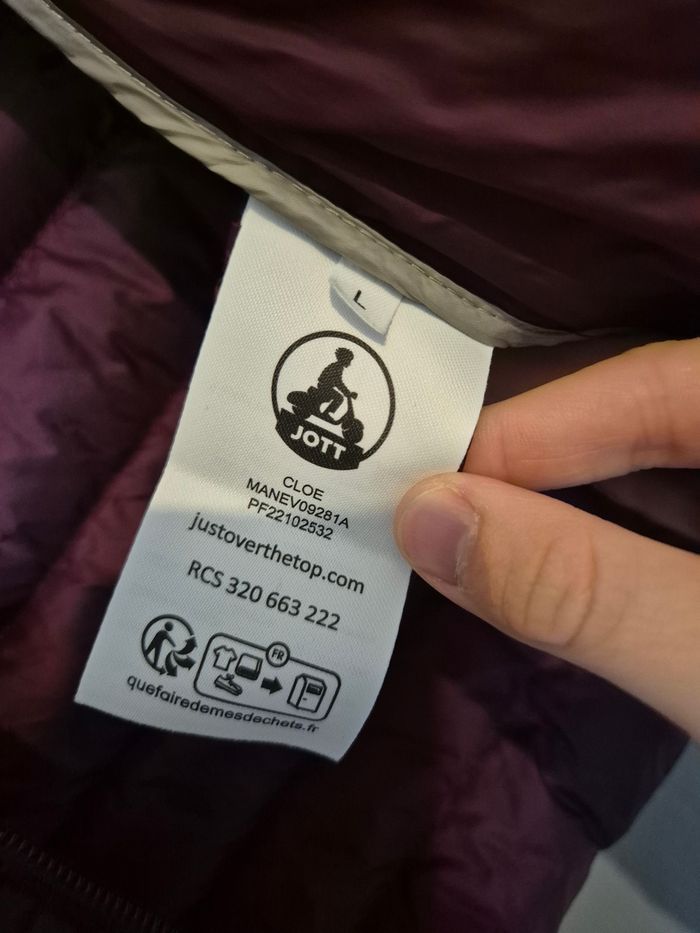 L
JOTT
CLOE
MANEV09281A
PF22102532
justoverthetop.com
RCS 320 663 222
FR
quefairedemesdechets.fr